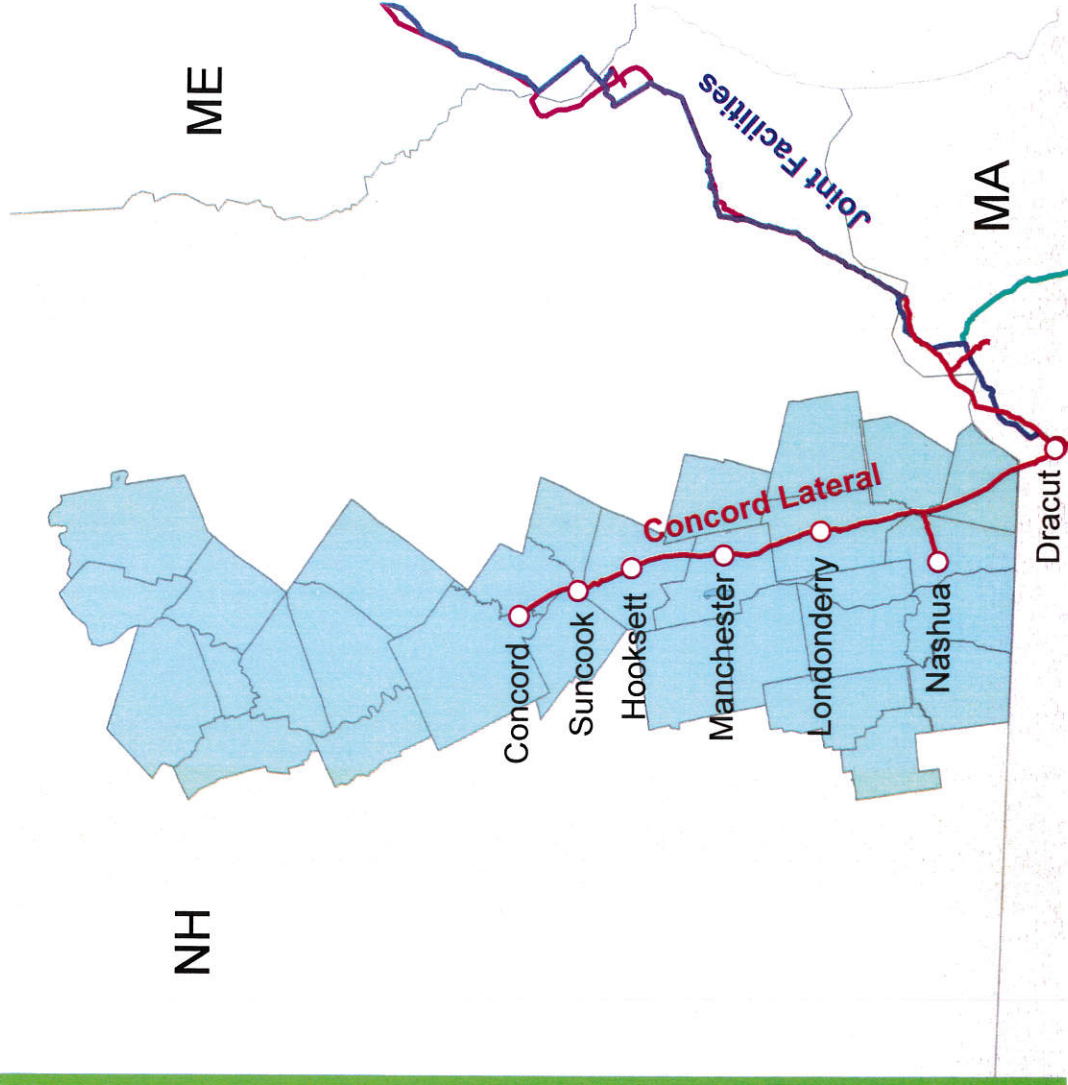 ME
NH
Joint Facilities
MA
Concord Lateral
Concord
Suncook
Hooksett
Manchester
Londonderry
Nashua
Dracut